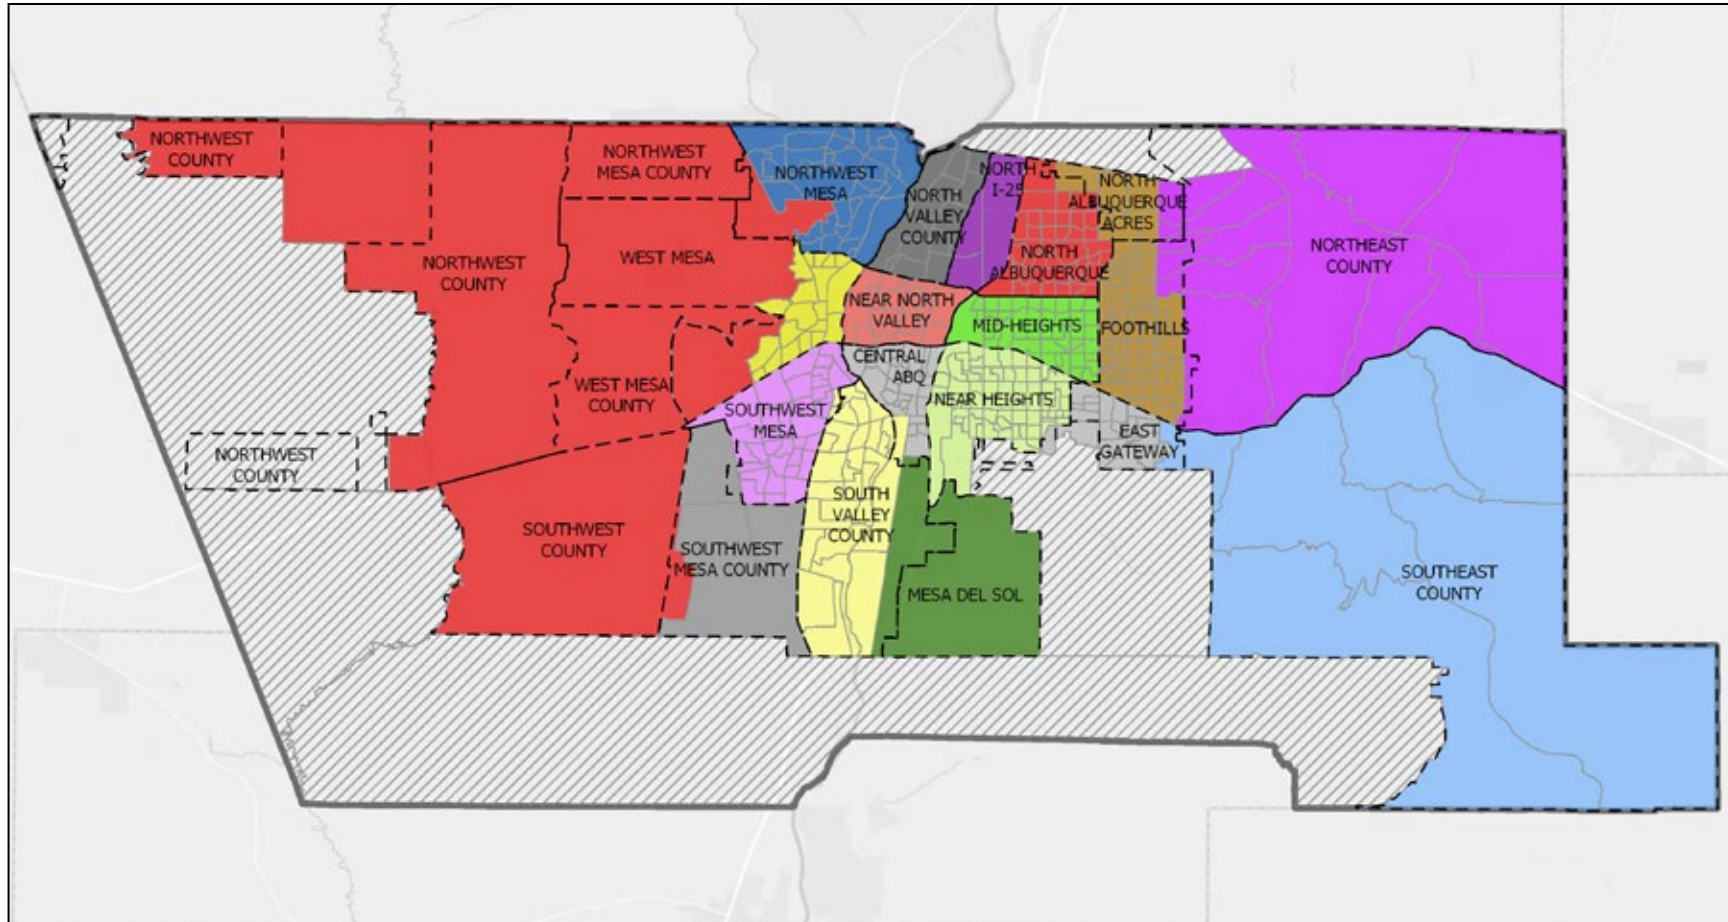 NORTHWEST
COUNTY
NORTHWEST
MESA COUNTY
NORTHWEST
MESA
NORTH
VALLEY
COUNTY
NORTH
I-25
NORTH
ALBUQUERQUE
ACRES
NORTHWEST
COUNTY
WEST MESA
NORTH
ALBUQUERQUE
NORTHEAST
COUNTY
NEAR NORTH
VALLEY
MID-HEIGHTS
FOOTHILLS
CENTRAL
ABQ
WEST MESA
COUNTY
SOUTHWEST
MESA
NEAR HEIGHTS
EAST
GATEWAY
NORTHWEST
COUNTY
SOUTHWEST
COUNTY
SOUTHWEST
MESA COUNTY
SOUTH
VALLEY
COUNTY
MESA DEL SOL
SOUTHEAST
COUNTY